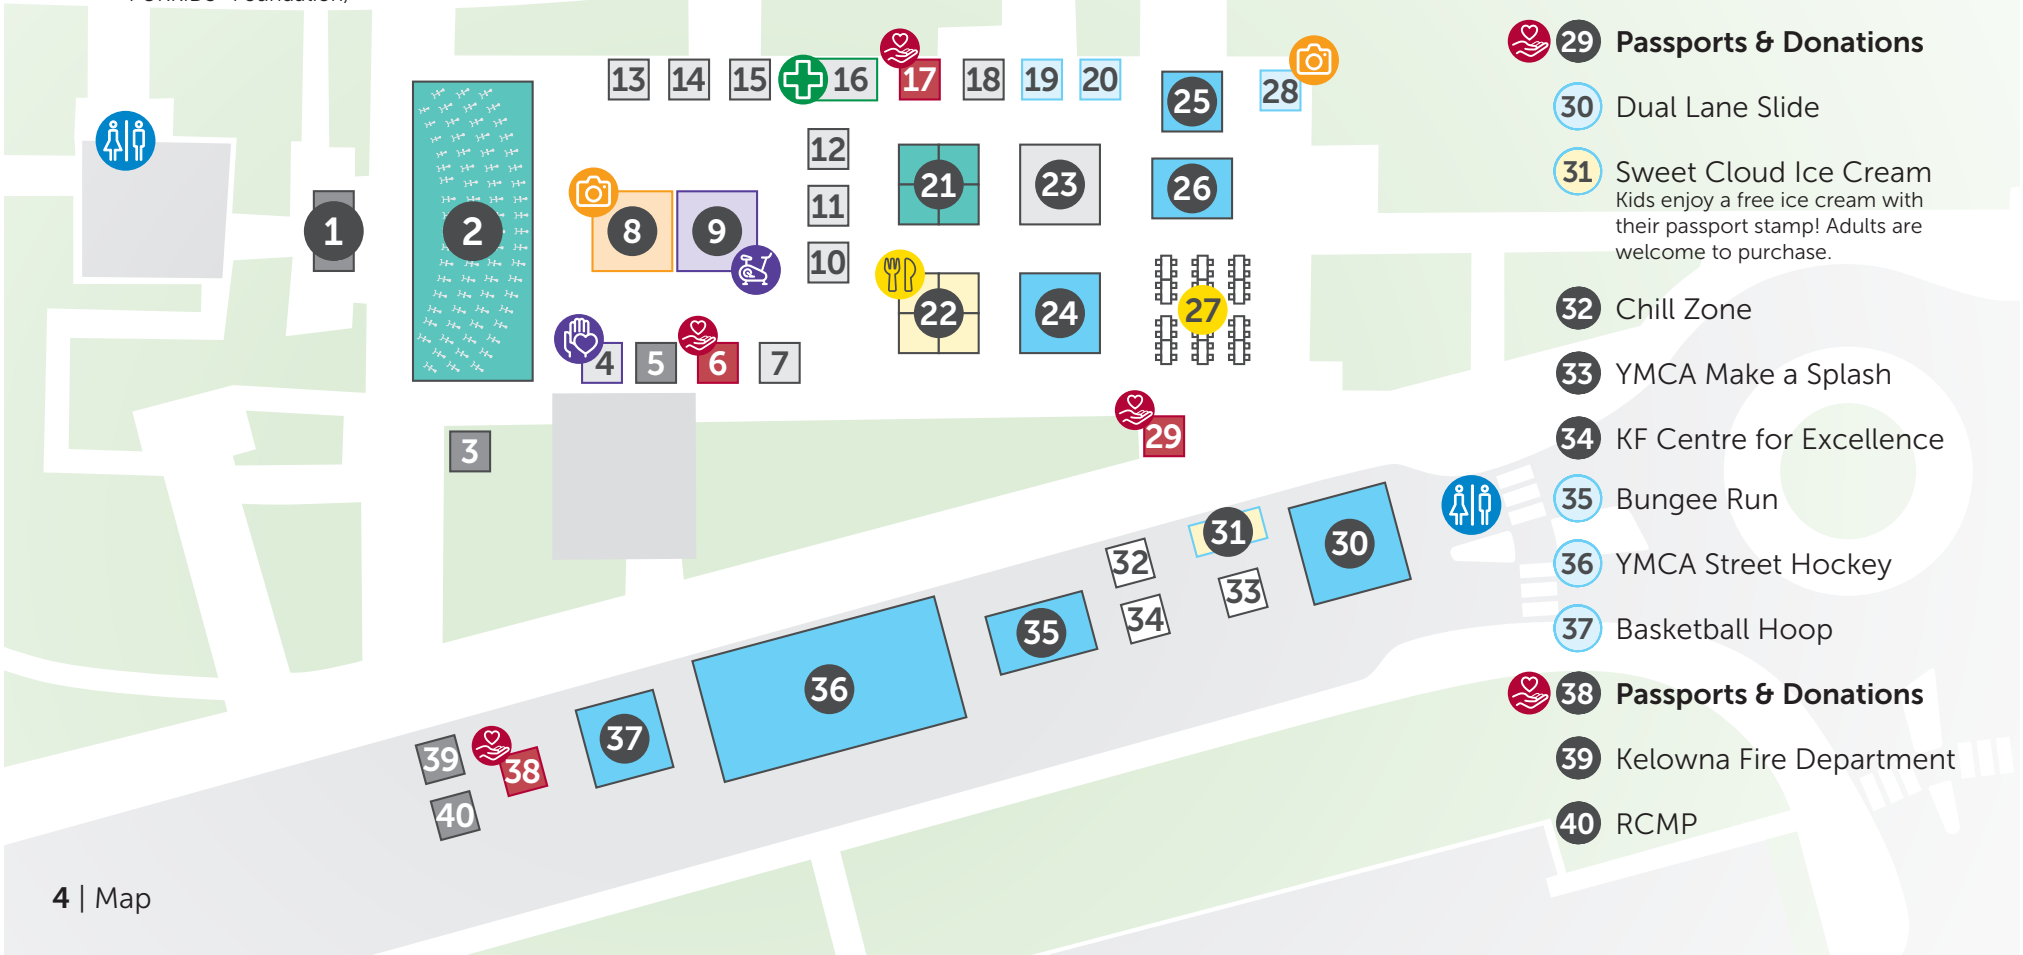 13 14 15 16 17 18 19 20 25 28
12
11
10
21 23 26
1 2 8 9
22 24 27
4 5 6 7
3
29
31 30
32
33
34
35
36
37
39 38
40
29 Passports & Donations
30 Dual Lane Slide
31 Sweet Cloud Ice Cream
Kids enjoy a free ice cream with
their passport stamp! Adults are
welcome to purchase.
32 Chill Zone
33 YMCA Make a Splash
34 KF Centre for Excellence
35 Bungee Run
36 YMCA Street Hockey
37 Basketball Hoop
38 Passports & Donations
39 Kelowna Fire Department
40 RCMP
4 | Map